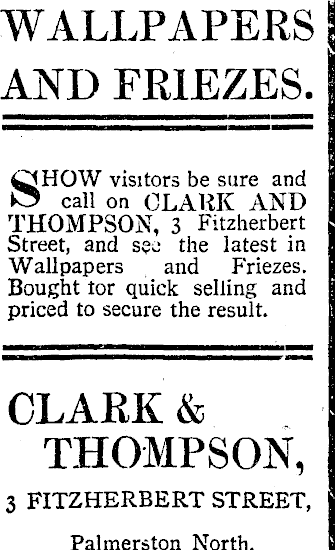 WALLPAPERS
AND FRIEZES.
SHOW visitors be sure and
call on CLARK AND
THOMPSON, 3 Fitzherbert
Street, and see the latest in
Wallpapers and Friezes.
Bought for quick selling and
priced to secure the result.
CLARK &
THOMPSON,
3 FITZHERBERT STREET,
Palmerston North.